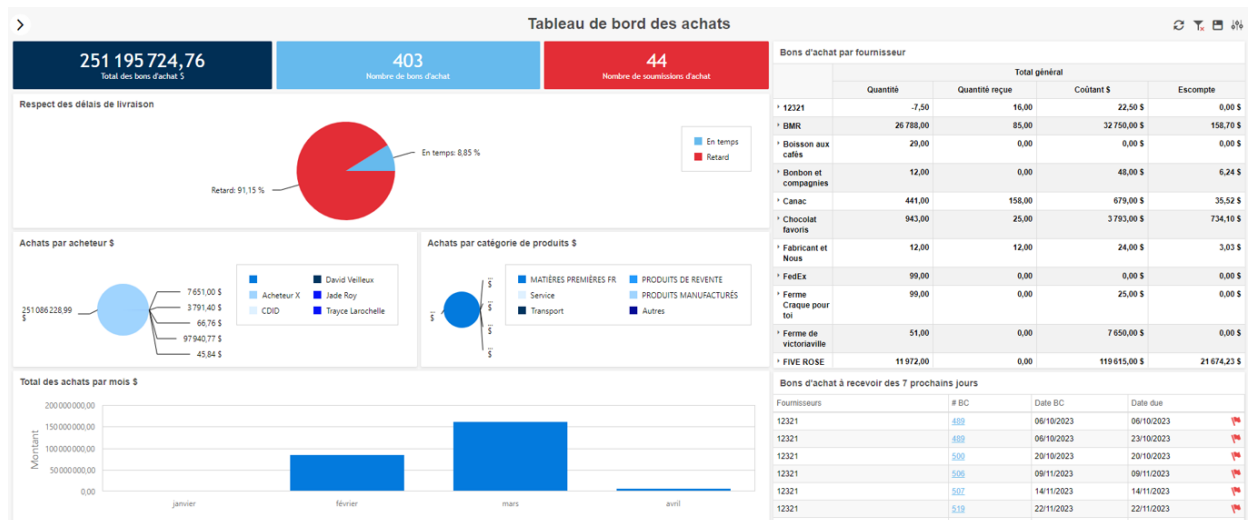 Tableau de bord des achats
251 195 724,76
Total des bons d'achat $
403
Nombre de bons d'achat
44
Nombre de soumissions d'achat
Respect des délais de livraison
En temps: 8,85 %
Retard: 91,15 %
En temps
Retard
Achats par acheteur $
251 086 228,99
$
7 651,00 $
3 791,40 $
66,76 $
97 940,77 $
45,84 $
David Veilleux
Acheteur X
Jade Roy
CDID
Trayce Larochelle
Achats par catégorie de produits $
$
$
$
$
$
MATIÈRES PREMIÈRES FR
PRODUITS DE REVENTE
Service
PRODUITS MANUFACTURÉS
Transport
Autres
Total des achats par mois $
Montant
200 000 000,00
150 000 000,00
100 000 000,00
50 000 000,00
0,00
janvier février mars avril
Bons d'achat par fournisseur
Total général
Quantité Quantité reçue Coûtant $ Escompte
12321 -7,50 16,00 22,50 $ 0,00 $
BMR 26 788,00 85,00 32 750,00 $ 158,70 $
Boisson aux 29,00 0,00 0,00 $ 0,00 $
cafés
Bonbon et 12,00 0,00 48,00 $ 6,24 $
compagnies
Canac 441,00 158,00 679,00 $ 35,52 $
Chocolat 943,00 25,00 3 793,00 $ 734,10 $
favoris
Fabricant et 12,00 12,00 24,00 $ 3,03 $
Nous
FedEx 99,00 0,00 0,00 $ 0,00 $
Ferme 99,00 0,00 25,00 $ 0,00 $
Craque pour
toi
Ferme de 51,00 0,00 7 650,00 $ 0,00 $
victoriaville
FIVE ROSE 11 972,00 0,00 119 615,00 $ 21 674,23 $
Bons d'achat à recevoir des 7 prochains jours
Fournisseurs # BC Date BC Date due
12321 489 06/10/2023 06/10/2023
12321 489 06/10/2023 23/10/2023
12321 500 20/10/2023 20/10/2023
12321 506 09/11/2023 09/11/2023
12321 507 14/11/2023 14/11/2023
12321 519 22/11/2023 22/11/2023